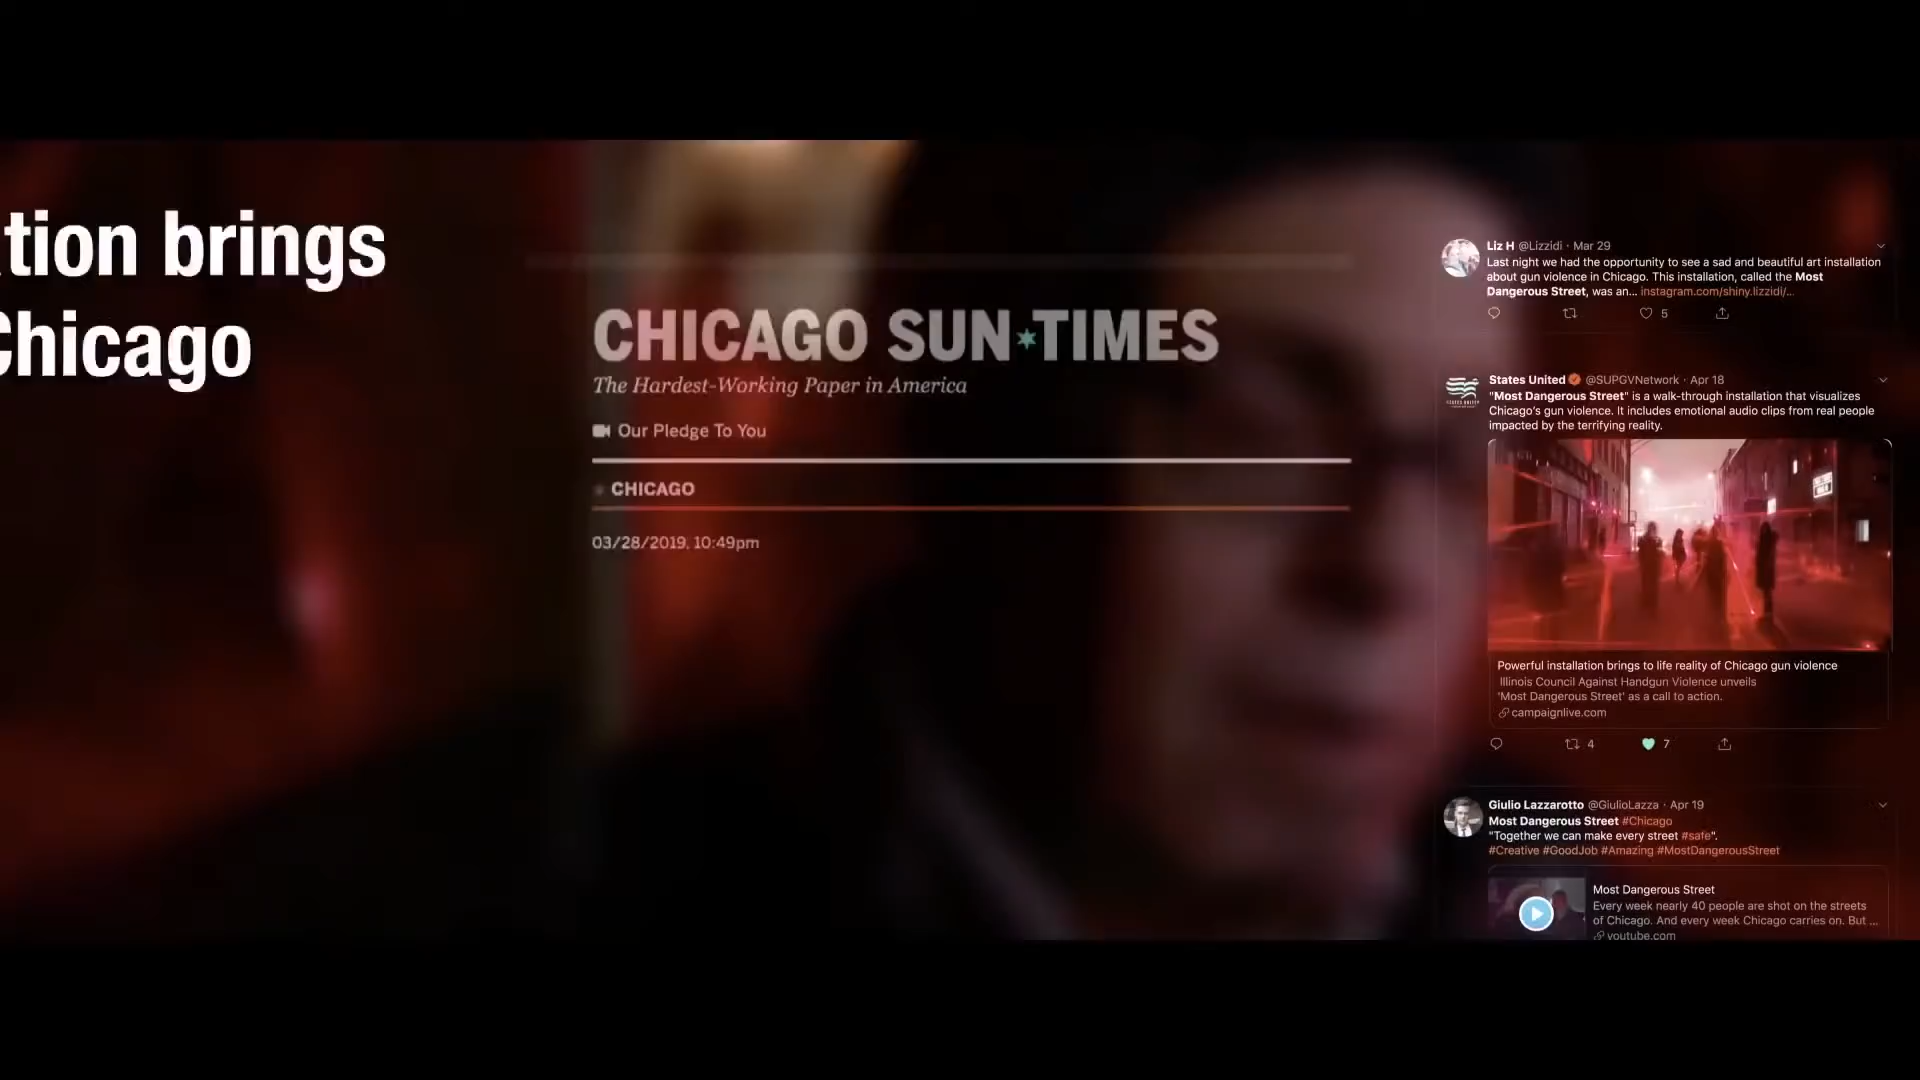 tion brings
Chicago
CHICAGO SUN TIMES
The Hardest-Working Paper in America
Our Pledge To You
CHICAGO
03/28/2019, 10:49pm
Liz H @Lizzidi · Mar 29
Last night we had the opportunity to see a sad and beautiful art installation
about gun violence in Chicago. This installation, called the Most
Dangerous Street, was an... instagram.com/shiny.lizzidi/...
5
States United @SUPGVNetwork · Apr 18
"Most Dangerous Street" is a walk-through installation that visualizes
Chicago's gun violence. It includes emotional audio clips from real people
impacted by the terrifying reality.
Powerful installation brings to life reality of Chicago gun violence
Illinois Council Against Handgun Violence unveils
'Most Dangerous Street' as a call to action.
campaignlive.com
4 7
Giulio Lazzarotto @GiulioLazza · Apr 19
Most Dangerous Street #Chicago
"Together we can make every street #safe".
#Creative #GoodJob #Amazing #MostDangerousStreet
Most Dangerous Street
Every week nearly 40 people are shot on the streets
of Chicago. And every week Chicago carries on. But ...
youtube.com